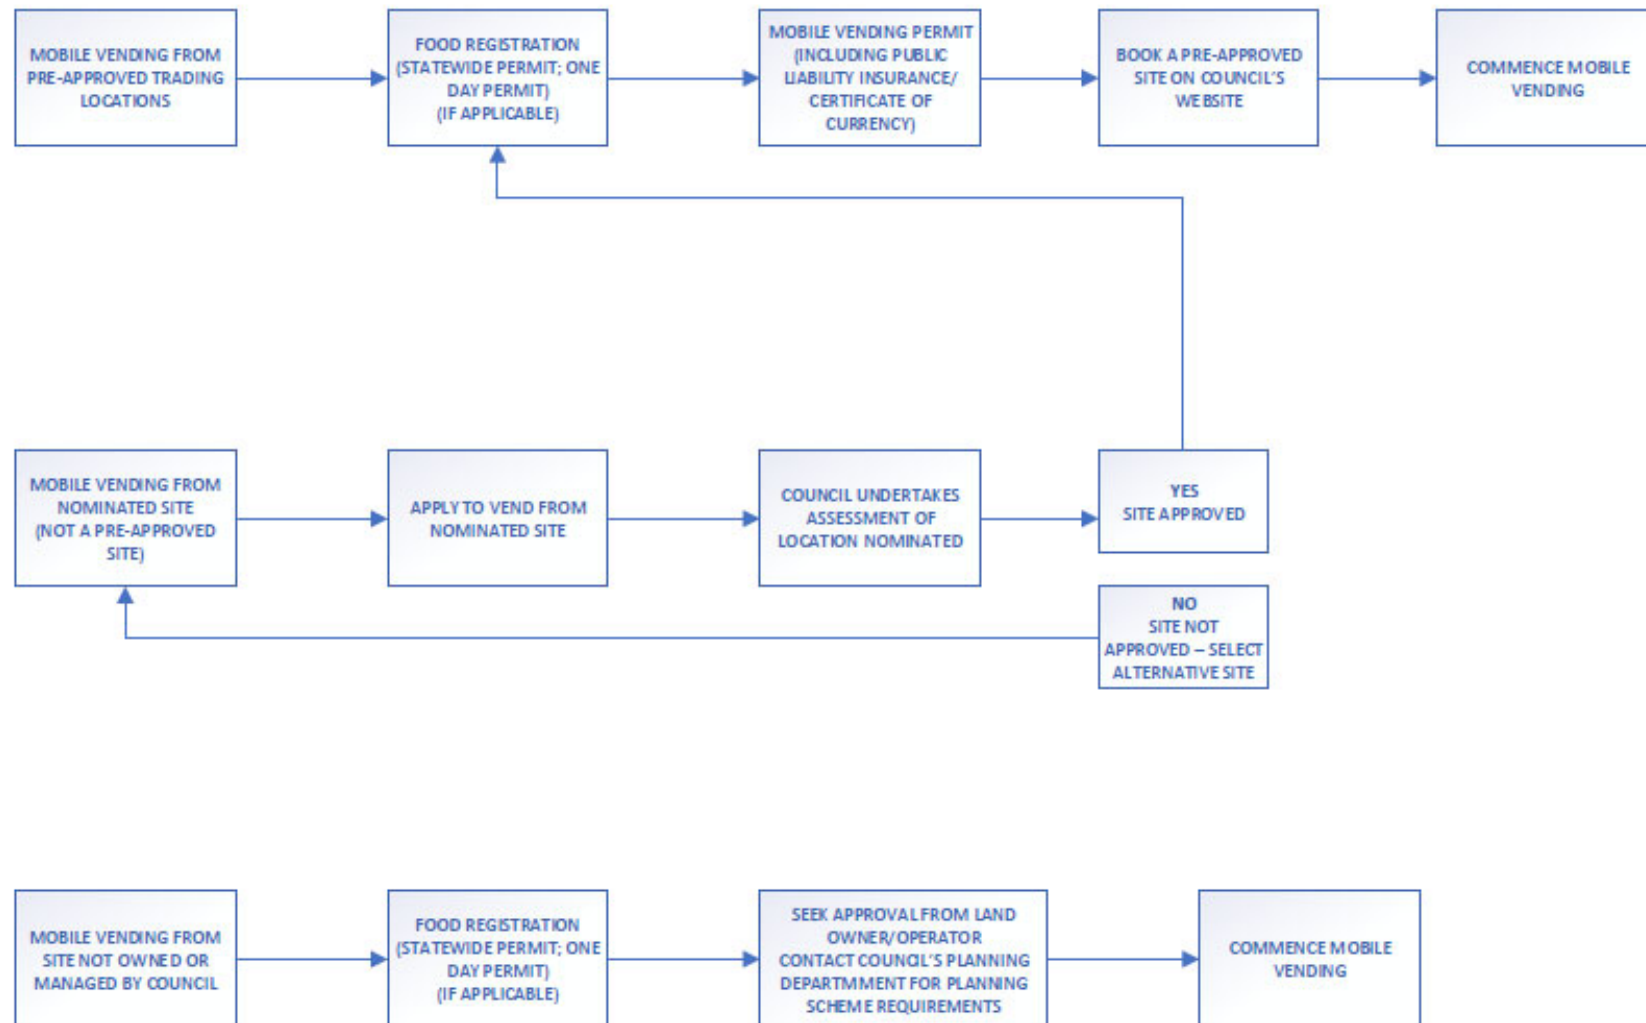 MOBILE VENDING FROM
PRE-APPROVED TRADING
LOCATIONS
FOOD REGISTRATION
(STATEWIDE PERMIT; ONE
DAY PERMIT)
(IF APPLICABLE)
MOBILE VENDING PERMIT
(INCLUDING PUBLIC
LIABILITY INSURANCE/
CERTIFICATE OF
CURRENCY)
BOOK A PRE-APPROVED
SITE ON COUNCIL'S
WEBSITE
COMMENCE MOBILE
VENDING
MOBILE VENDING FROM
NOMINATED SITE
(NOT A PRE-APPROVED
SITE)
APPLY TO VEND FROM
NOMINATED SITE
COUNCIL UNDERTAKES
ASSESSMENT OF
LOCATION NOMINATED
YES
SITE APPROVED
NO
SITE NOT
APPROVED – SELECT
ALTERNATIVE SITE
MOBILE VENDING FROM
SITE NOT OWNED OR
MANAGED BY COUNCIL
FOOD REGISTRATION
(STATEWIDE PERMIT; ONE
DAY PERMIT)
(IF APPLICABLE)
SEEK APPROVAL FROM LAND
OWNER/OPERATOR
CONTACT COUNCIL'S PLANNING
DEPARTMMENT FOR PLANNING
SCHEME REQUIREMENTS
COMMENCE MOBILE
VENDING